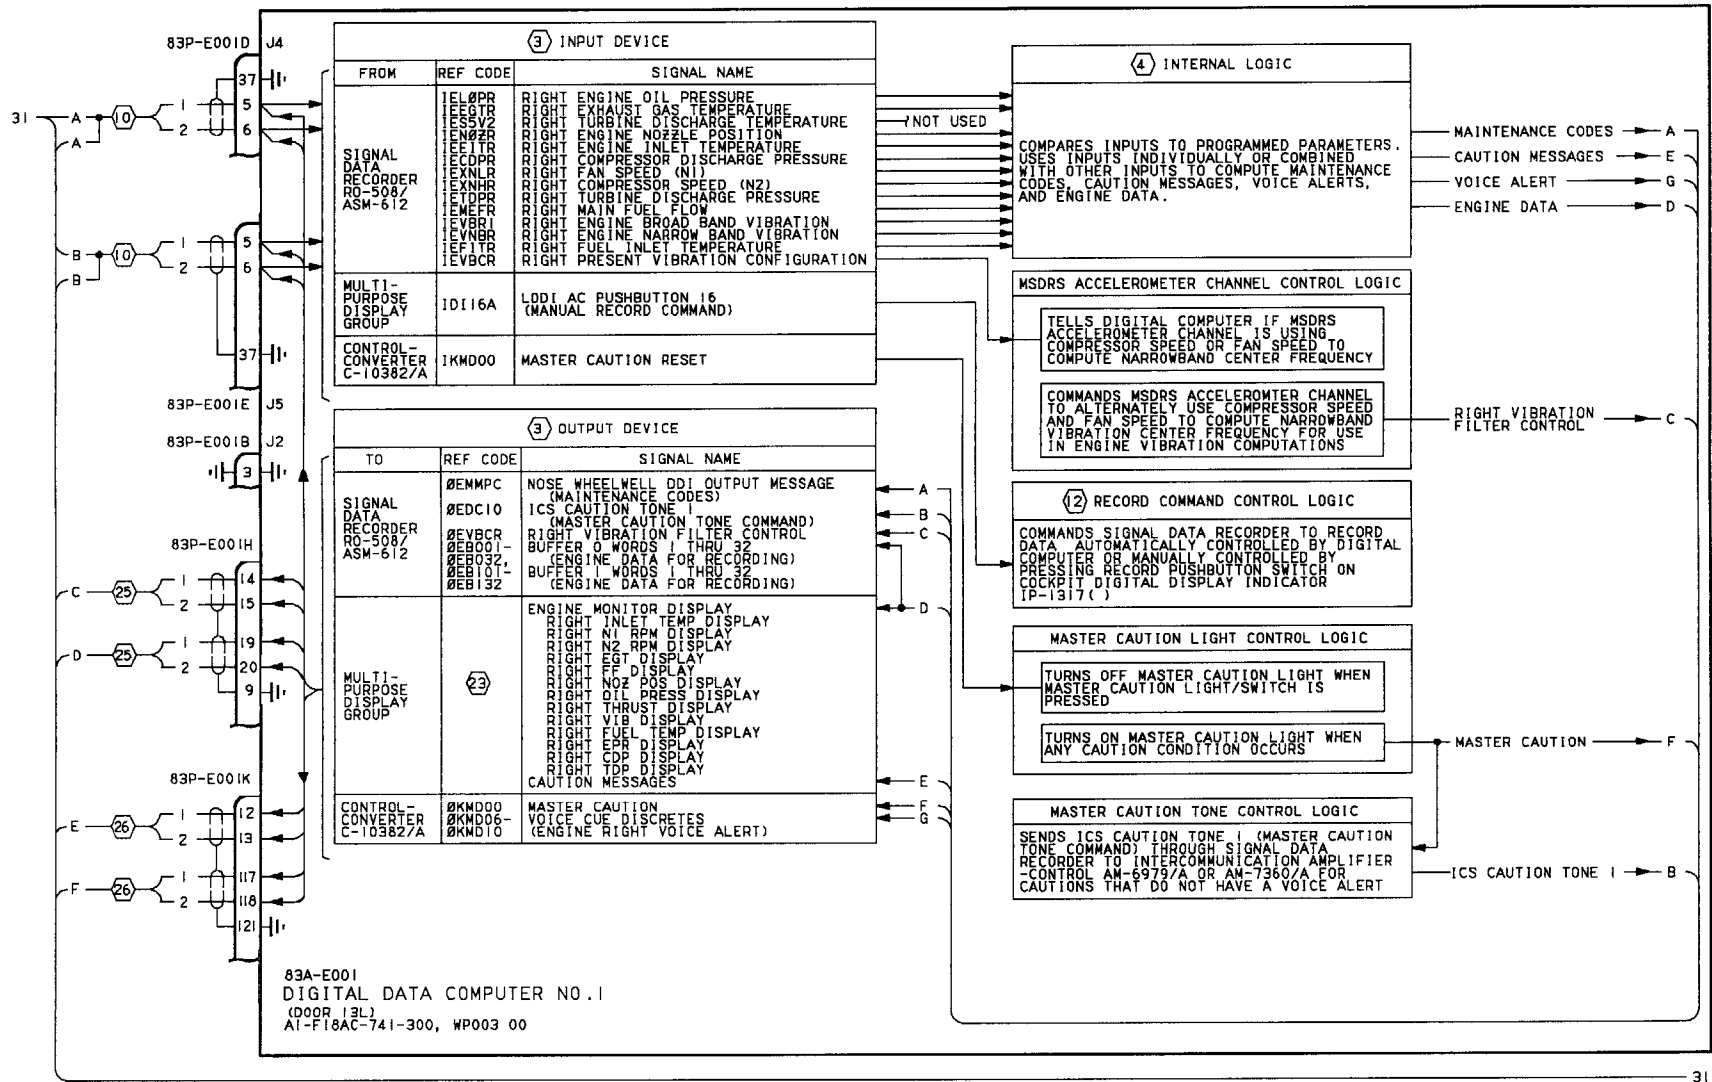 83P-E001D J4
37
31
A
10
1
5
2
6
A
B
10
1
5
2
6
B
37
83P-E001E J5
83P-E001B J2
3
83P-E001H
C
25
1
14
2
15
D
25
1
19
2
20
9
83P-E001K
E
26
1
12
2
13
F
26
1
117
2
118
121
3 INPUT DEVICE
FROM REF CODE SIGNAL NAME
SIGNAL
DATA
RECORDER
RO-508/
ASM-612
IELØPR RIGHT ENGINE OIL PRESSURE
IEEGTR RIGHT EXHAUST GAS TEMPERATURE
IES5V2 RIGHT TURBINE DISCHARGE TEMPERATURE
NOT USED
IENØZR RIGHT ENGINE NOZZLE POSITION
IEEITR RIGHT ENGINE INLET TEMPERATURE
IECDPR RIGHT COMPRESSOR DISCHARGE PRESSURE
IEXNLR RIGHT FAN SPEED (N1)
IEXNHR RIGHT COMPRESSOR SPEED (N2)
IETDPR RIGHT TURBINE DISCHARGE PRESSURE
IEMEFR RIGHT MAIN FUEL FLOW
IEVBRI RIGHT ENGINE BROAD BAND VIBRATION
IEVNBR RIGHT ENGINE NARROW BAND VIBRATION
IEFITR RIGHT FUEL INLET TEMPERATURE
IEVBCR RIGHT PRESENT VIBRATION CONFIGURATION
MULTI-
PURPOSE
DISPLAY
GROUP
IDI16A LDDI AC PUSHBUTTON 16
(MANUAL RECORD COMMAND)
CONTROL-
CONVERTER
C-10382/A
IKMD00 MASTER CAUTION RESET
3 OUTPUT DEVICE
TO REF CODE SIGNAL NAME
SIGNAL
DATA
RECORDER
RO-508/
ASM-612
ØEMMPC NOSE WHEELWELL DDI OUTPUT MESSAGE
(MAINTENANCE CODES)
ØEDC10 ICS CAUTION TONE 1
(MASTER CAUTION TONE COMMAND)
ØEVBCR RIGHT VIBRATION FILTER CONTROL
ØEB001- BUFFER 0 WORDS 1 THRU 32
ØEB032, (ENGINE DATA FOR RECORDING)
ØEB101- BUFFER 1 WORDS 1 THRU 32
ØEB132 (ENGINE DATA FOR RECORDING)
A
B
C
MULTI-
PURPOSE
DISPLAY
GROUP
23
ENGINE MONITOR DISPLAY
RIGHT INLET TEMP DISPLAY
RIGHT N1 RPM DISPLAY
RIGHT N2 RPM DISPLAY
RIGHT EGT DISPLAY
RIGHT FF DISPLAY
RIGHT NOZ POS DISPLAY
RIGHT OIL PRESS DISPLAY
RIGHT THRUST DISPLAY
RIGHT VIB DISPLAY
RIGHT FUEL TEMP DISPLAY
RIGHT EPR DISPLAY
RIGHT CDP DISPLAY
RIGHT TDP DISPLAY
CAUTION MESSAGES
D
E
CONTROL-
CONVERTER
C-10382/A
ØKMD00 MASTER CAUTION
ØKMD06- VOICE CUE DISCRETES
ØKMD10 (ENGINE RIGHT VOICE ALERT)
F
G
4 INTERNAL LOGIC
COMPARES INPUTS TO PROGRAMMED PARAMETERS.
USES INPUTS INDIVIDUALLY OR COMBINED
WITH OTHER INPUTS TO COMPUTE MAINTENANCE
CODES, CAUTION MESSAGES, VOICE ALERTS,
AND ENGINE DATA.
MAINTENANCE CODES A
CAUTION MESSAGES E
VOICE ALERT G
ENGINE DATA D
MSDRS ACCELEROMETER CHANNEL CONTROL LOGIC
TELLS DIGITAL COMPUTER IF MSDRS
ACCELEROMETER CHANNEL IS USING
COMPRESSOR SPEED OR FAN SPEED TO
COMPUTE NARROWBAND CENTER FREQUENCY
COMMANDS MSDRS ACCELEROMTER CHANNEL
TO ALTERNATELY USE COMPRESSOR SPEED
AND FAN SPEED TO COMPUTE NARROWBAND
VIBRATION CENTER FREQUENCY FOR USE
IN ENGINE VIBRATION COMPUTATIONS
RIGHT VIBRATION
FILTER CONTROL C
12 RECORD COMMAND CONTROL LOGIC
COMMANDS SIGNAL DATA RECORDER TO RECORD
DATA. AUTOMATICALLY CONTROLLED BY DIGITAL
COMPUTER OR MANUALLY CONTROLLED BY
PRESSING RECORD PUSHBUTTON SWITCH ON
COCKPIT DIGITAL DISPLAY INDICATOR
IP-1317( )
MASTER CAUTION LIGHT CONTROL LOGIC
TURNS OFF MASTER CAUTION LIGHT WHEN
MASTER CAUTION LIGHT/SWITCH IS
PRESSED
TURNS ON MASTER CAUTION LIGHT WHEN
ANY CAUTION CONDITION OCCURS
MASTER CAUTION F
MASTER CAUTION TONE CONTROL LOGIC
SENDS ICS CAUTION TONE 1 (MASTER CAUTION
TONE COMMAND) THROUGH SIGNAL DATA
RECORDER TO INTERCOMMUNICATION AMPLIFIER
-CONTROL AM-6979/A OR AM-7360/A FOR
CAUTIONS THAT DO NOT HAVE A VOICE ALERT
ICS CAUTION TONE 1 B
83A-E001
DIGITAL DATA COMPUTER NO.1
(DOOR 13L)
A1-F18AC-741-300, WP003 00
31